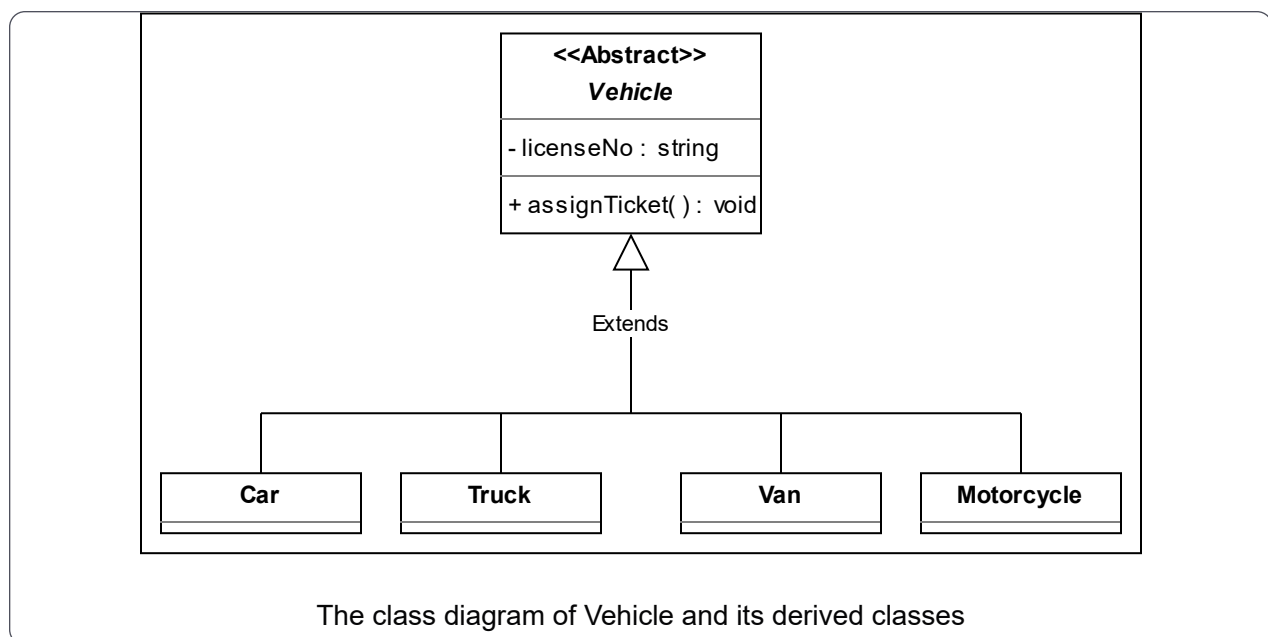 <<Abstract>>
Vehicle
- licenseNo : string
+ assignTicket( ) : void
Extends
Car
Truck
Van
Motorcycle
The class diagram of Vehicle and its derived classes